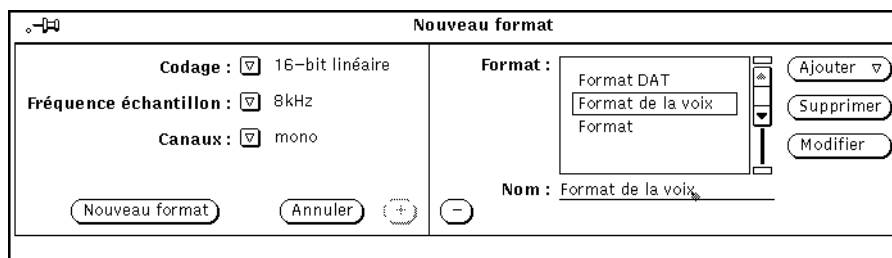 Nouveau format
Codage : 16-bit linéaire
Fréquence échantillon : 8kHz
Canaux : mono
Nouveau format
Annuler
+
Format :
Format DAT
Format de la voix
Format
Ajouter
Supprimer
Modifier
Nom : Format de la voix
−